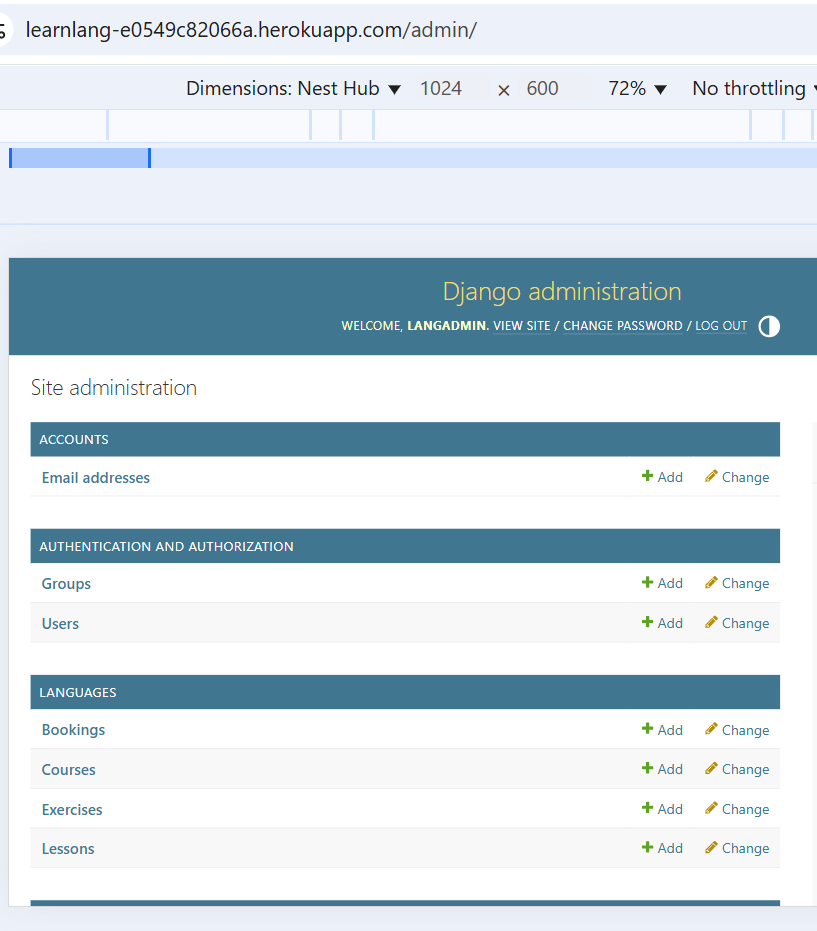 learnlang-e0549c82066a.herokuapp.com/admin/
Dimensions: Nest Hub ▼ 1024 × 600 72% ▼ No throttling
Django administration
WELCOME, LANGADMIN. VIEW SITE / CHANGE PASSWORD / LOG OUT
Site administration
ACCOUNTS
Email addresses Add Change
AUTHENTICATION AND AUTHORIZATION
Groups Add Change
Users Add Change
LANGUAGES
Bookings Add Change
Courses Add Change
Exercises Add Change
Lessons Add Change